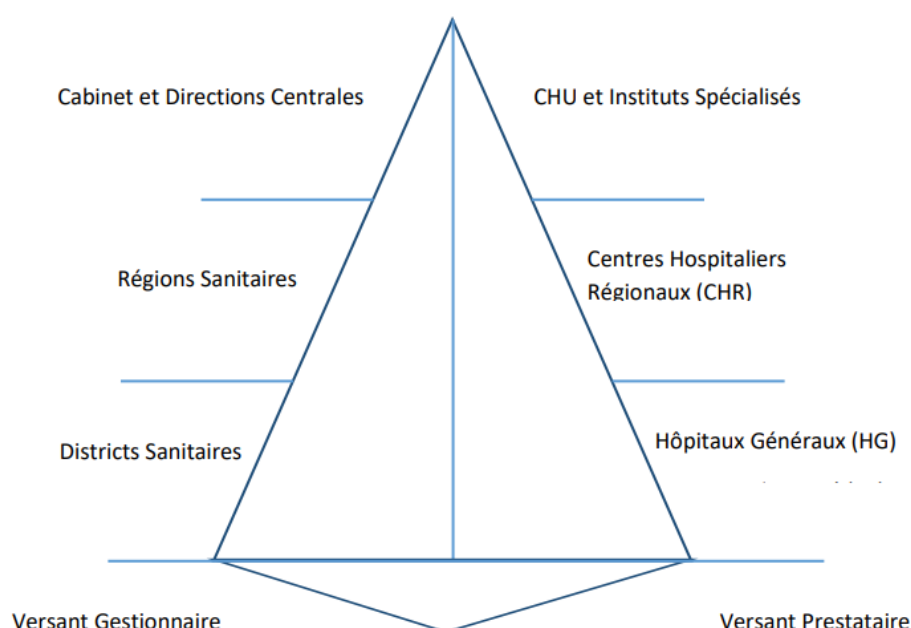 Cabinet et Directions Centrales
CHU et Instituts Spécialisés
Régions Sanitaires
Centres Hospitaliers
Régionaux (CHR)
Districts Sanitaires
Hôpitaux Généraux (HG)
Versant Gestionnaire
Versant Prestataire